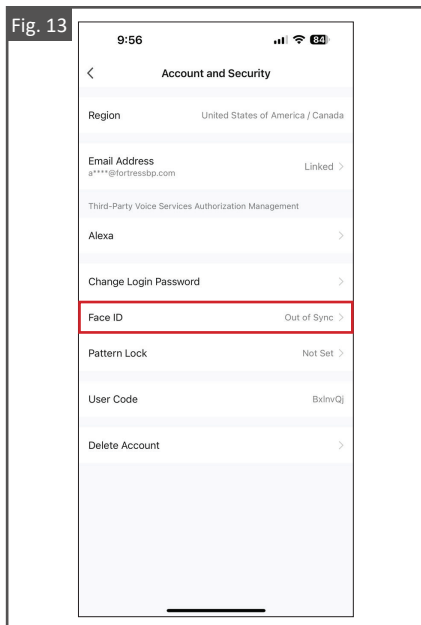 Fig. 13
9:56
84
Account and Security
Region United States of America / Canada
Email Address
a****@fortressbp.com
Linked
Third-Party Voice Services Authorization Management
Alexa
Change Login Password
Face ID Out of Sync
Pattern Lock Not Set
User Code BxlnvQj
Delete Account